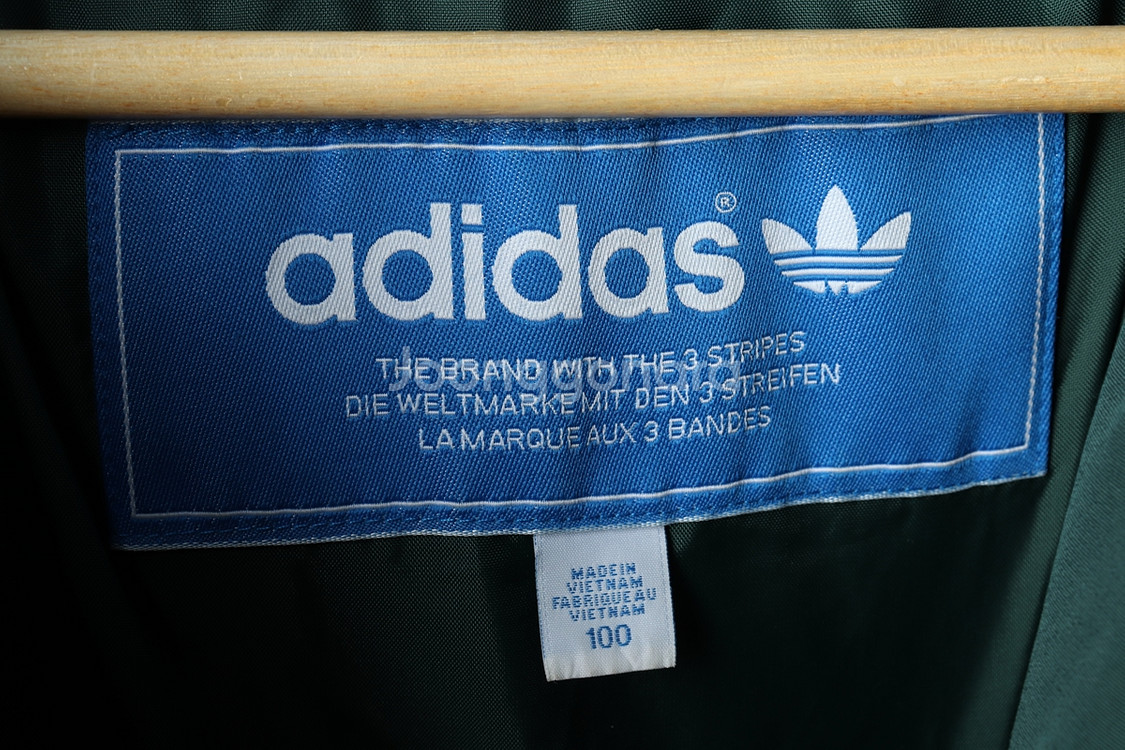 adidas®
THE BRAND WITH THE 3 STRIPES
DIE WELTMARKE MIT DEN 3 STREIFEN
LA MARQUE AUX 3 BANDES
MADE IN
VIETNAM
FABRIQUE AU
VIETNAM
100